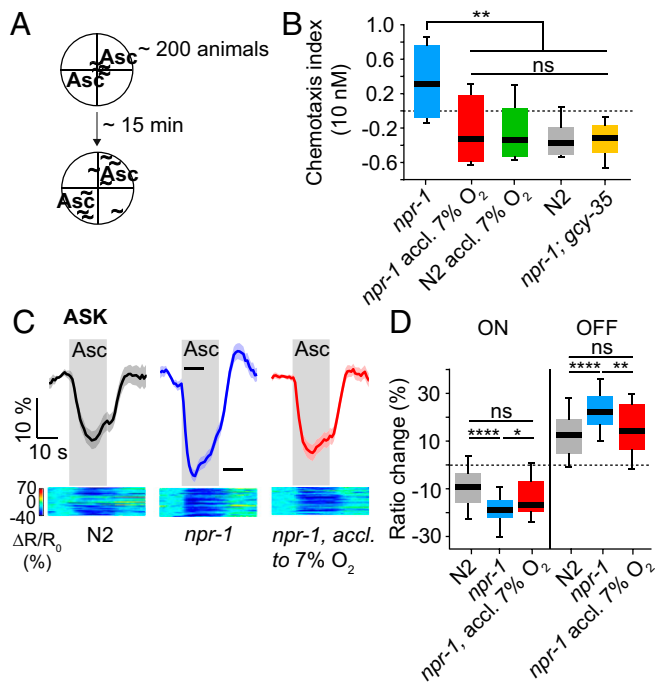 A
Asc
~ 200 animals
Asc
~ 15 min
Asc
Asc
B
**
ns
Chemotaxis index
(10 nM)
1.0
0.6
0.2
-0.2
-0.6
npr-1
npr-1 accl. 7% O2
N2 accl. 7% O2
N2
npr-1; gcy-35
C
ASK
Asc
Asc
Asc
10 %
10 s
70
0
-40
ΔR/R0
(%)
N2
npr-1
npr-1, accl.
to 7% O2
D
ON
OFF
ns
**** **
ns
**** *
Ratio change (%)
30
10
-10
-30
N2
npr-1
npr-1, accl. 7% O2
N2
npr-1
npr-1 accl. 7% O2